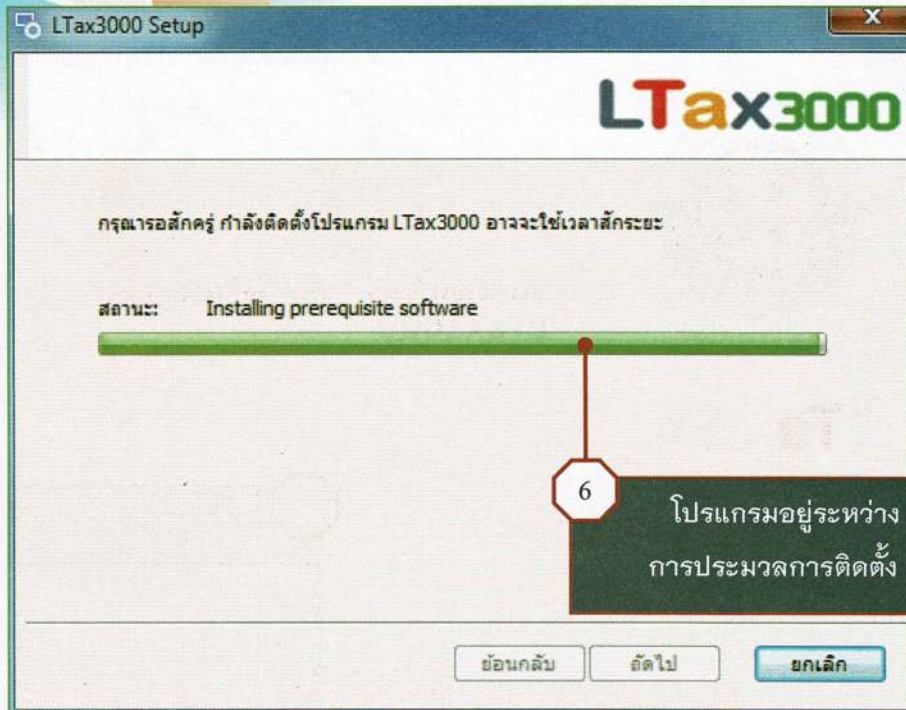 LTax3000 Setup
X
LTax3000
กรุณารอสักครู่ กำลังติดตั้งโปรแกรม LTax3000 อาจจะใช้เวลาสักระยะ
สถานะ: Installing prerequisite software
6
โปรแกรมอยู่ระหว่าง
การประมวลการติดตั้ง
ย้อนกลับ ถัดไป ยกเลิก